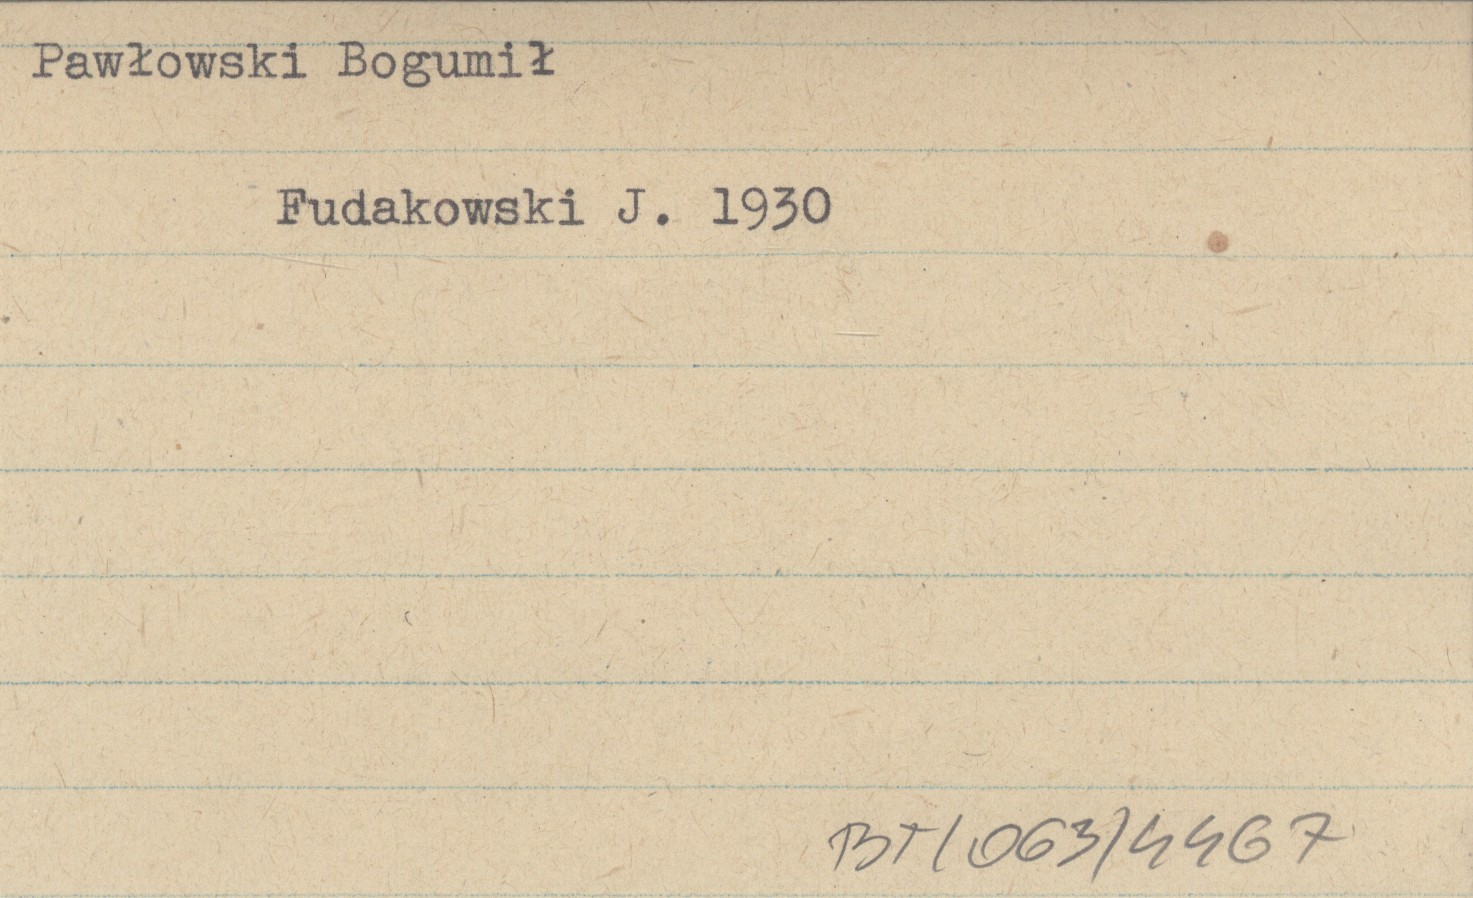 Pawłowski Bogumił
Fudakowski J. 1930
BT/063/4467